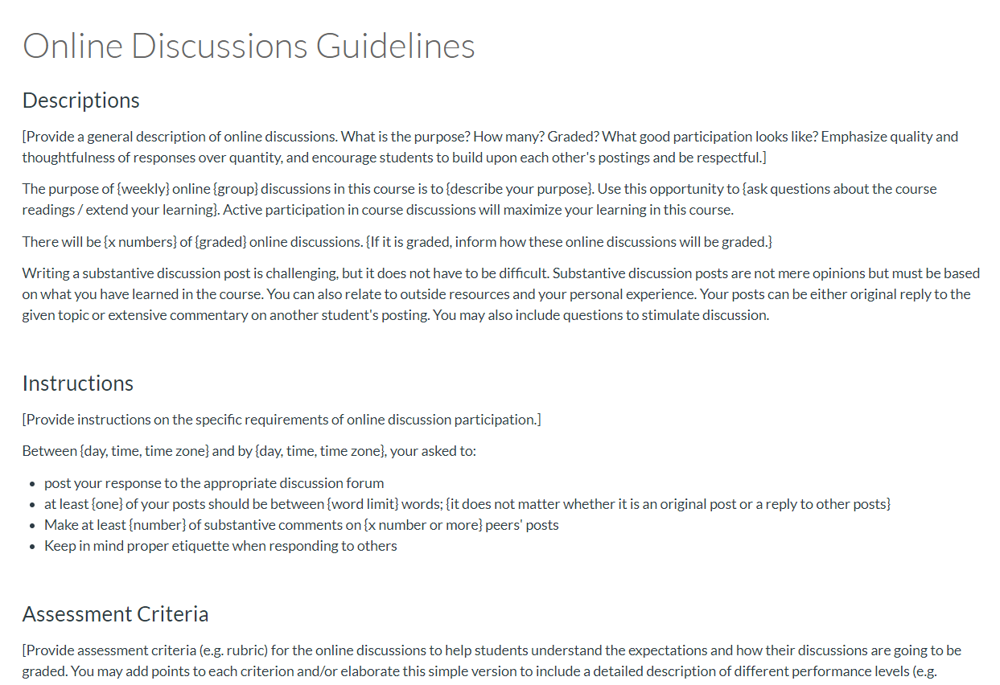 Online Discussions Guidelines
Descriptions
[Provide a general description of online discussions. What is the purpose? How many? Graded? What good participation looks like? Emphasize quality and
thoughtfulness of responses over quantity, and encourage students to build upon each other's postings and be respectful.]
The purpose of {weekly} online {group} discussions in this course is to {describe your purpose}. Use this opportunity to {ask questions about the course
readings / extend your learning}. Active participation in course discussions will maximize your learning in this course.
There will be {x numbers} of {graded} online discussions. {If it is graded, inform how these online discussions will be graded.}
Writing a substantive discussion post is challenging, but it does not have to be difficult. Substantive discussion posts are not mere opinions but must be based
on what you have learned in the course. You can also relate to outside resources and your personal experience. Your posts can be either original reply to the
given topic or extensive commentary on another student's posting. You may also include questions to stimulate discussion.
Instructions
[Provide instructions on the specific requirements of online discussion participation.]
Between {day, time, time zone} and by {day, time, time zone}, your asked to:
• post your response to the appropriate discussion forum
• at least {one} of your posts should be between {word limit} words; {it does not matter whether it is an original post or a reply to other posts}
• Make at least {number} of substantive comments on {x number or more} peers' posts
• Keep in mind proper etiquette when responding to others
Assessment Criteria
[Provide assessment criteria (e.g. rubric) for the online discussions to help students understand the expectations and how their discussions are going to be
graded. You may add points to each criterion and/or elaborate this simple version to include a detailed description of different performance levels (e.g.